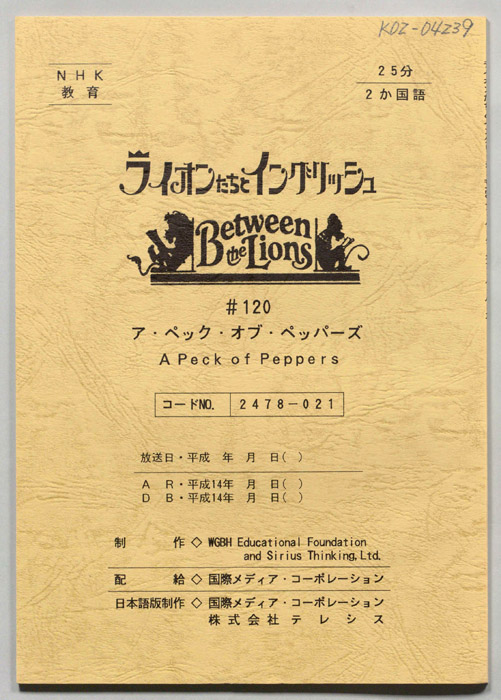 KDZ-04239
NHK
教育
25分
2か国語
ライオンたちとイングリッシュ
Between
the Lions
#120
ア・ペック・オブ・ペッパーズ
A Peck of Peppers
コードNO. 2478-021
放送日・平成　年　月　日(　)
A R・平成14年　月　日(　)
D B・平成14年　月　日(　)
制作◇WGBH Educational Foundation
and Sirius Thinking, Ltd.
配給◇国際メディア・コーポレーション
日本語版制作◇国際メディア・コーポレーション
株式会社テレシス